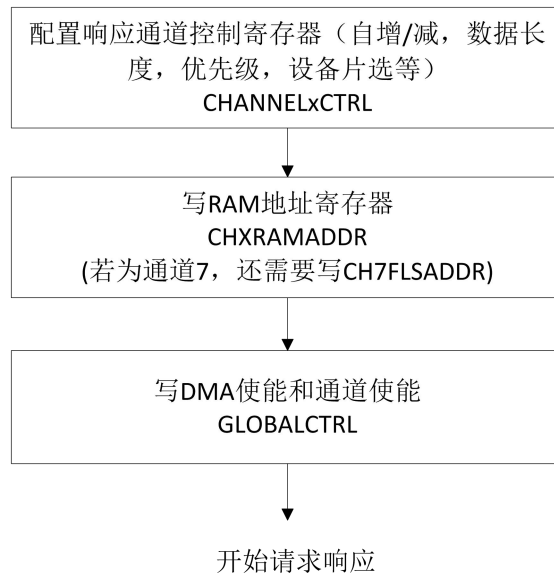 配置响应通道控制寄存器（自增/减，数据长
度，优先级，设备片选等）
CHANNELxCTRL
写RAM地址寄存器
CHXRAMADDR
(若为通道7，还需要写CH7FLSADDR)
写DMA使能和通道使能
GLOBALCTRL
开始请求响应